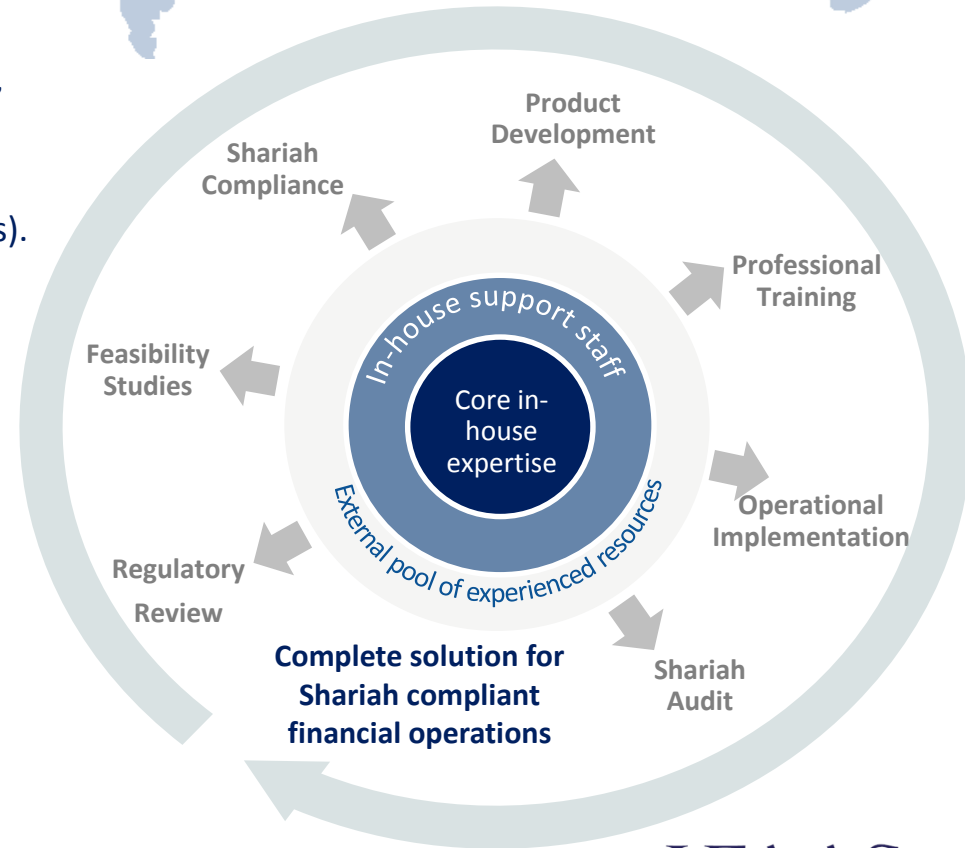 s).
Product
Development
Shariah
Compliance
Professional
Training
Feasibility
Studies
In-house support staff
Core in-
house
expertise
External pool of experienced resources
Operational
Implementation
Regulatory
Review
Complete solution for
Shariah compliant
financial operations
Shariah
Audit